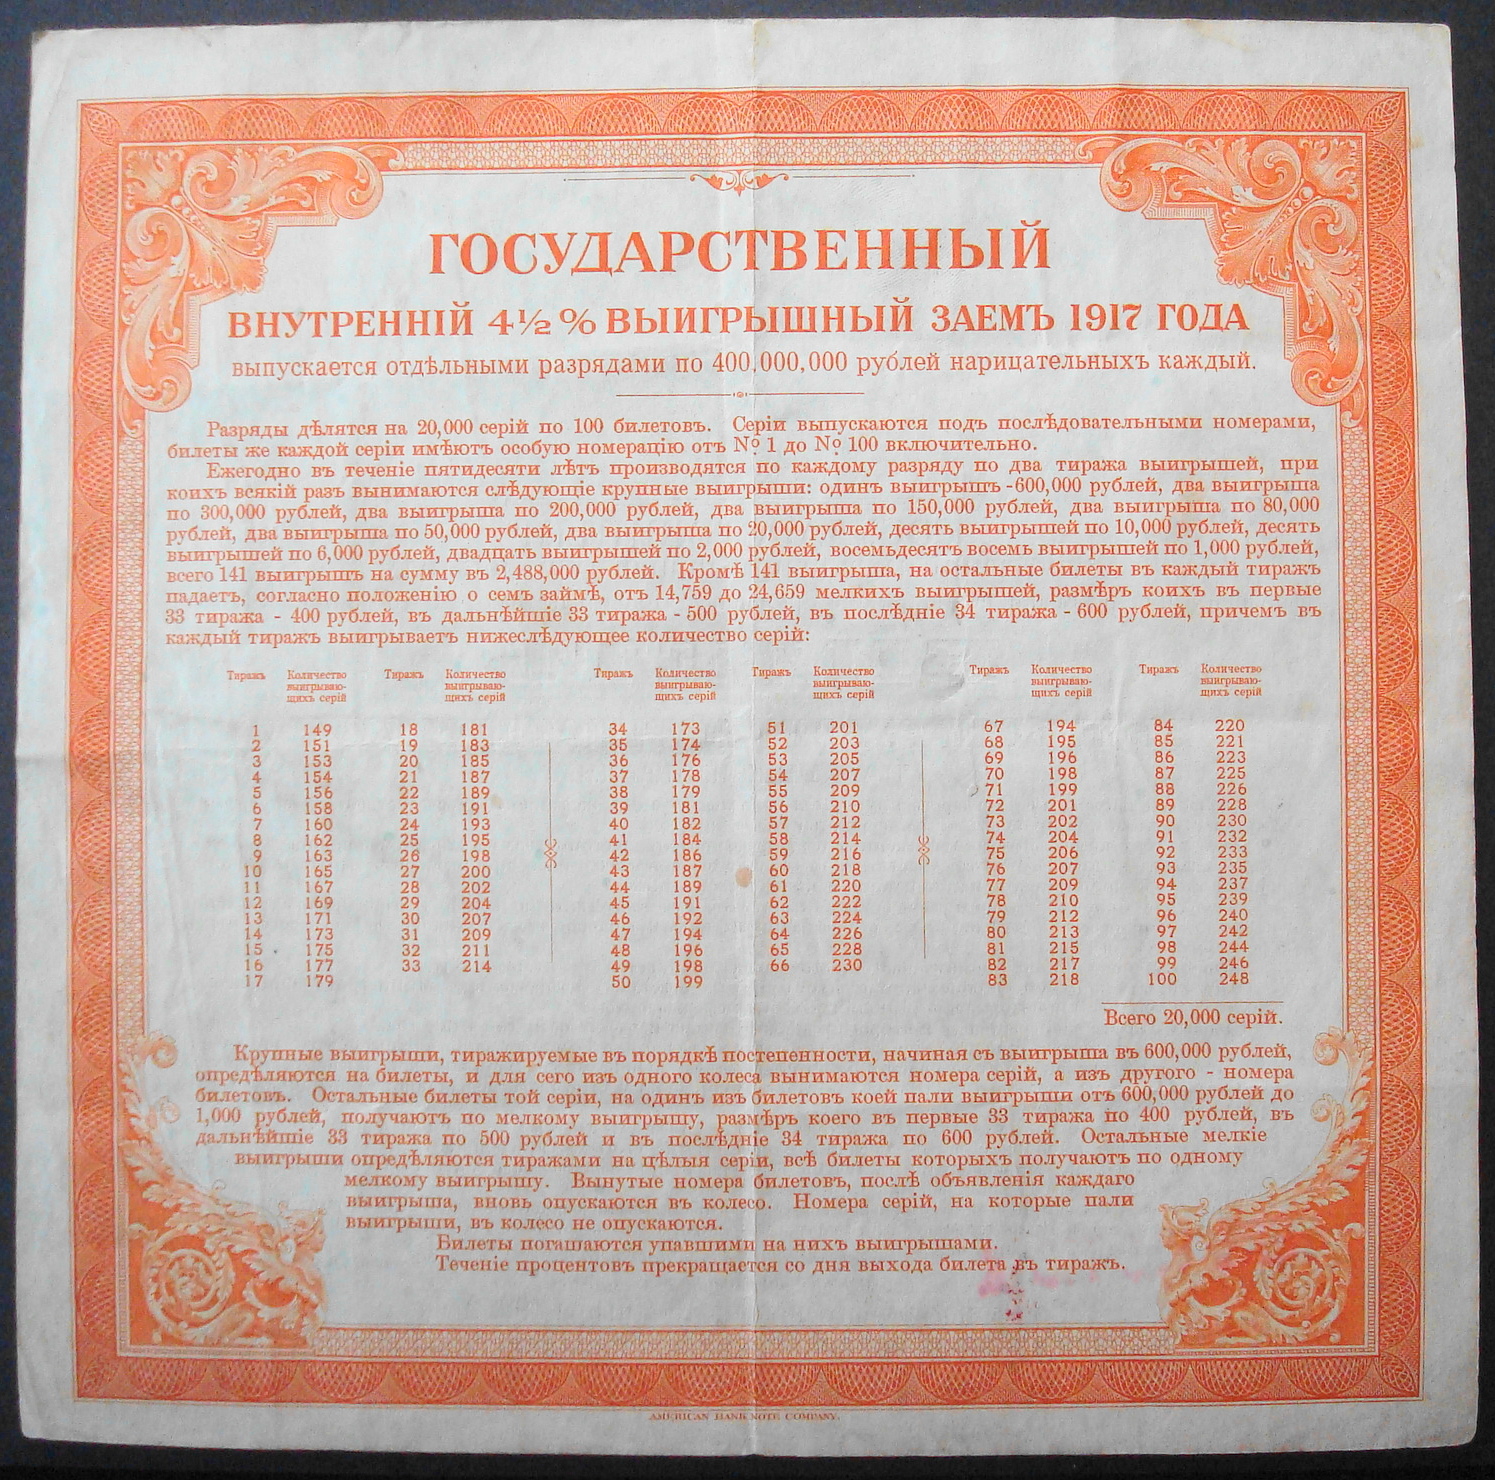 ГОСУДАРСТВЕННЫЙ
ВНУТРЕННІЙ 4½% ВЫИГРЫШНЫЙ ЗАЕМЪ 1917 ГОДА
выпускается отдѣльными разрядами по 400,000,000 рублей нарицательныхъ каждый.
Разряды дѣлятся на 20,000 серій по 100 билетовъ. Серіи выпускаются подъ послѣдовательными номерами,
билеты же каждой серіи имѣютъ особую номерацію отъ № 1 до № 100 включительно.
Ежегодно въ теченіе пятидесяти лѣтъ производятся по каждому разряду по два тиража выигрышей, при
коихъ всякій разъ вынимаются слѣдующіе крупные выигрыши: одинъ выигрышъ -600,000 рублей, два выигрыша
по 300,000 рублей, два выигрыша по 200,000 рублей, два выигрыша по 150,000 рублей, два выигрыша по 80,000
рублей, два выигрыша по 50,000 рублей, два выигрыша по 20,000 рублей, десять выигрышей по 10,000 рублей, десять
выигрышей по 6,000 рублей, двадцать выигрышей по 2,000 рублей, восемьдесятъ восемь выигрышей по 1,000 рублей,
всего 141 выигрышъ на сумму въ 2,488,000 рублей. Кромѣ 141 выигрыша, на остальные билеты въ каждый тиражъ
падаетъ, согласно положенію о семъ займѣ, отъ 14,759 до 24,659 мелкихъ выигрышей, размѣръ коихъ въ первые
33 тиража - 400 рублей, въ дальнѣйшіе 33 тиража - 500 рублей, въ послѣдніе 34 тиража - 600 рублей, причемъ въ
каждый тиражъ выигрываетъ нижеслѣдующее количество серій:
Тиражъ Количество Тиражъ Количество Тиражъ Количество Тиражъ Количество Тиражъ Количество Тиражъ Количество
выигрываю- выигрываю- выигрываю- выигрываю- выигрываю- выигрываю-
щихъ серій щихъ серій щихъ серій щихъ серій щихъ серій щихъ серій
1 149 18 181 34 173 51 201 67 194 84 220
2 151 19 183 35 174 52 203 68 195 85 221
3 153 20 185 36 176 53 205 69 196 86 223
4 154 21 187 37 178 54 207 70 198 87 225
5 156 22 189 38 179 55 209 71 199 88 226
6 158 23 191 39 181 56 210 72 201 89 228
7 160 24 193 40 182 57 212 73 202 90 230
8 162 25 195 41 184 58 214 74 204 91 232
9 163 26 198 42 186 59 216 75 206 92 233
10 165 27 200 43 187 60 218 76 207 93 235
11 167 28 202 44 189 61 220 77 209 94 237
12 169 29 204 45 191 62 222 78 210 95 239
13 171 30 207 46 192 63 224 79 212 96 240
14 173 31 209 47 194 64 226 80 213 97 242
15 175 32 211 48 196 65 228 81 215 98 244
16 177 33 214 49 198 66 230 82 217 99 246
17 179 50 199 83 218 100 248
Всего 20,000 серій.
Крупные выигрыши, тиражируемые въ порядкѣ постепенности, начиная съ выигрыша въ 600,000 рублей,
опредѣляются на билеты, и для сего изъ одного колеса вынимаются номера серій, а изъ другого - номера
билетовъ. Остальные билеты той серіи, на одинъ изъ билетовъ коей пали выигрыши отъ 600,000 рублей до
1,000 рублей, получаютъ по мелкому выигрышу, размѣръ коего въ первые 33 тиража по 400 рублей, въ
дальнѣйшіе 33 тиража по 500 рублей и въ послѣдніе 34 тиража по 600 рублей. Остальные мелкіе
выигрыши опредѣляются тиражами на цѣлыя серіи, всѣ билеты которыхъ получаютъ по одному
мелкому выигрышу. Вынутые номера билетовъ, послѣ объявленія каждаго
выигрыша, вновь опускаются въ колесо. Номера серій, на которые пали
выигрыши, въ колесо не опускаются.
Билеты погашаются упавшими на нихъ выигрышами.
Теченіе процентовъ прекращается со дня выхода билета въ тиражъ.
AMERICAN BANK NOTE COMPANY.